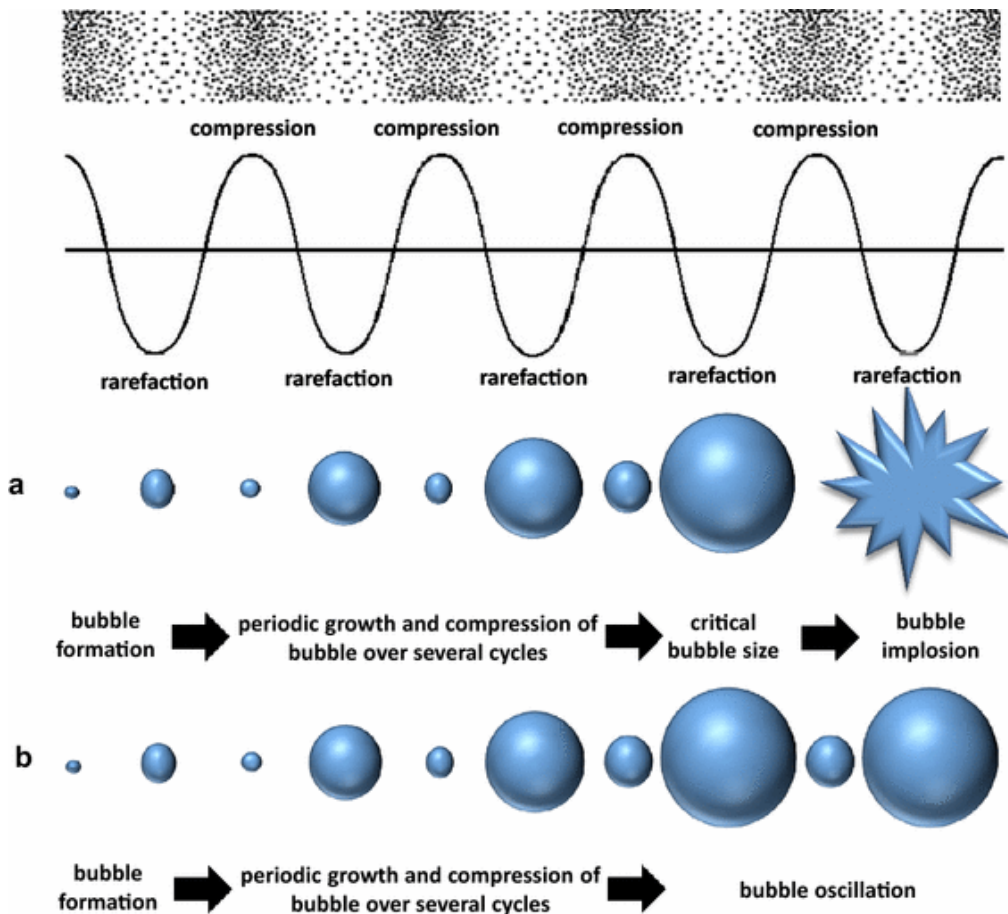 compression compression compression compression
rarefaction rarefaction rarefaction rarefaction rarefaction
a
bubble formation
periodic growth and compression of bubble over several cycles
critical bubble size
bubble implosion
b
bubble formation
periodic growth and compression of bubble over several cycles
bubble oscillation